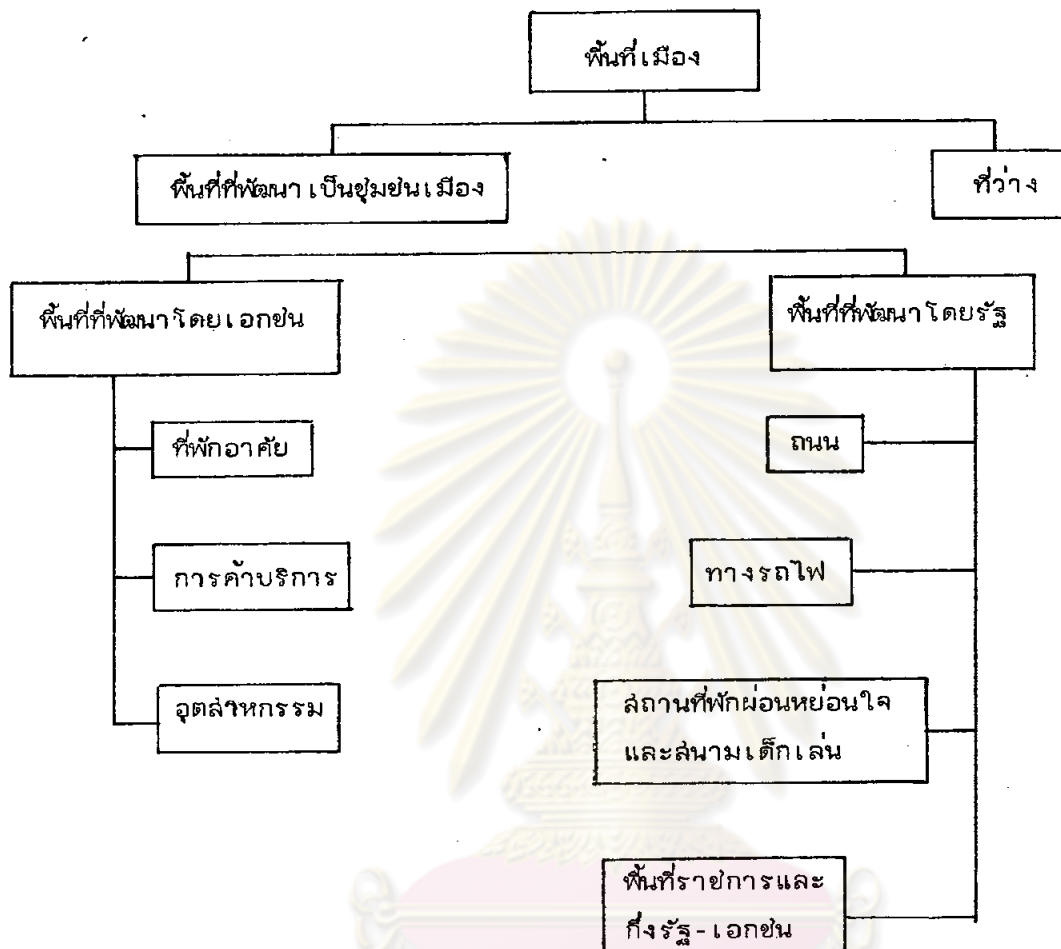 พื้นที่เมือง
พื้นที่ที่พัฒนาเป็นชุมชนเมือง
ที่ว่าง
พื้นที่ที่พัฒนาโดยเอกชน
พื้นที่ที่พัฒนาโดยรัฐ
ที่พักอาศัย
ถนน
การค้าบริการ
ทางรถไฟ
อุตสาหกรรม
สถานที่พักผ่อนหย่อนใจ
และสนามเด็กเล่น
พื้นที่ราชการและ
กึ่งรัฐ-เอกชน